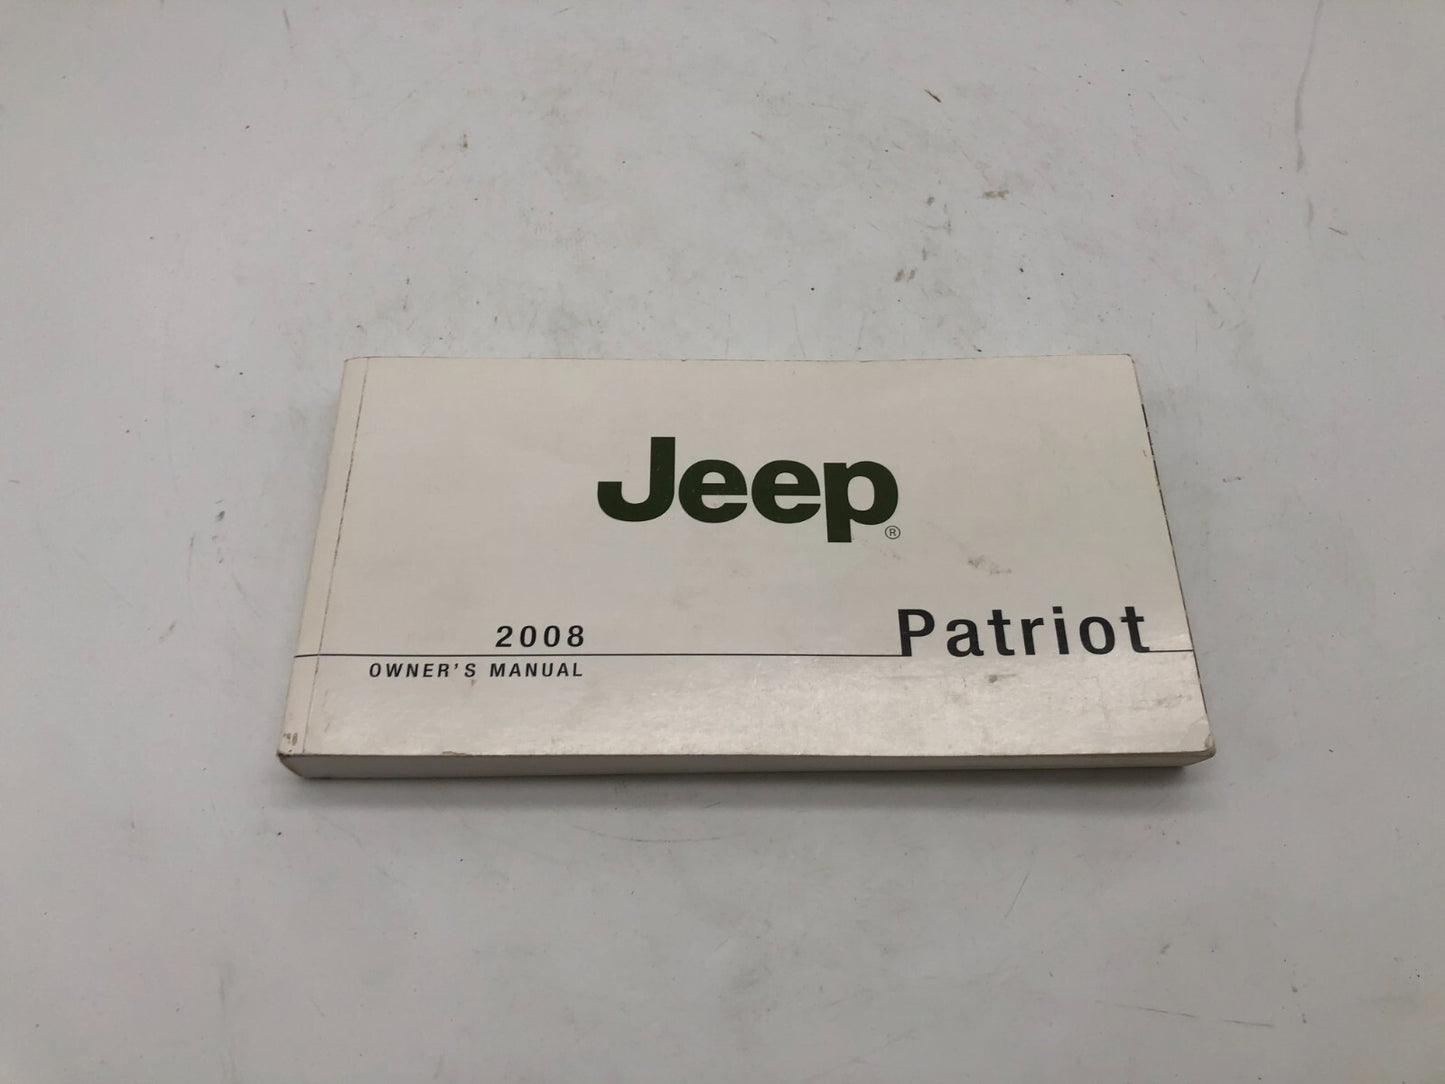 Jeep®
Patriot
2008
OWNER'S MANUAL